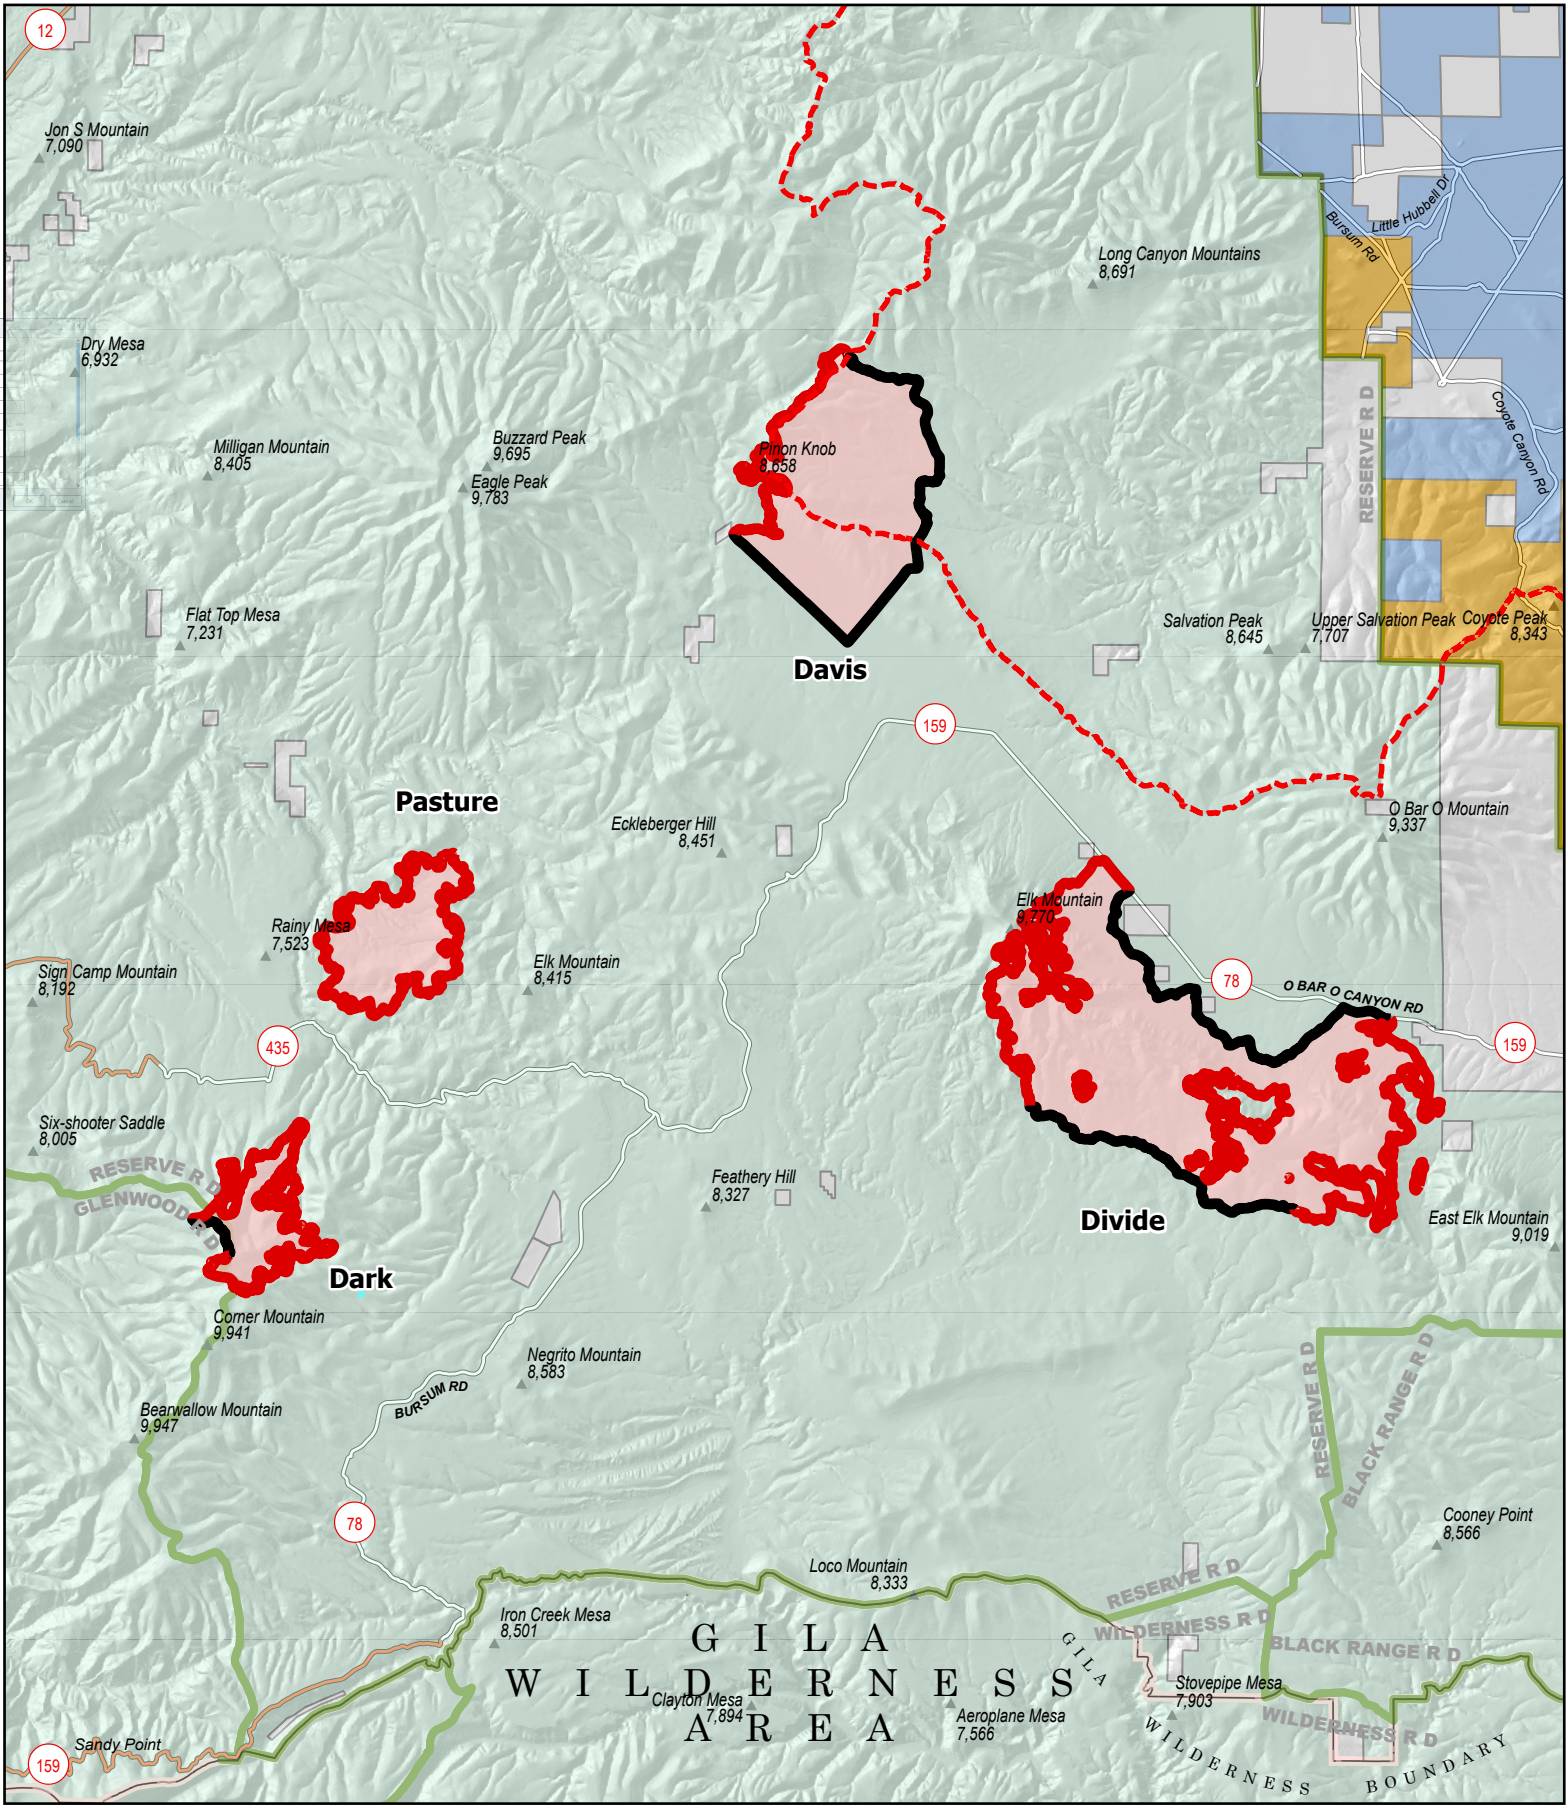 12
Jon S Mountain
7,090
Little Hubbell Dr
Bursum Rd
Long Canyon Mountains
8,691
Dry Mesa
6,932
RESERVE R D
Coyote Canyon Rd
Milligan Mountain
8,405
Buzzard Peak
9,695
Eagle Peak
9,783
Pinon Knob
8,658
Flat Top Mesa
7,231
Salvation Peak
8,645
Upper Salvation Peak
7,707
Coyote Peak
8,343
Davis
159
Pasture
Eckleberger Hill
8,451
O Bar O Mountain
9,337
Elk Mountain
9,770
Rainy Mesa
7,523
Sign Camp Mountain
8,192
Elk Mountain
8,415
78
O BAR O CANYON RD
159
435
Six-shooter Saddle
8,005
RESERVE R D
GLENWOOD R D
Feathery Hill
8,327
Divide
East Elk Mountain
9,019
Dark
Corner Mountain
9,941
Negrito Mountain
8,583
BURSUM RD
Bearwallow Mountain
9,947
RESERVE R D
BLACK RANGE R D
78
Cooney Point
8,566
Loco Mountain
8,333
RESERVE R D
WILDERNESS R D
BLACK RANGE R D
Iron Creek Mesa
8,501
GILA
WILDERNESS
AREA
Clayton Mesa
7,894
Aeroplane Mesa
7,566
Stovepipe Mesa
7,903
WILDERNESS R D
GILA
WILDERNESS
BOUNDARY
Sandy Point
159